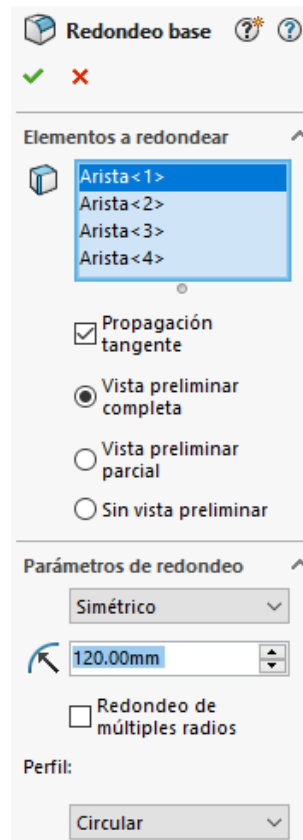 Redondeo base
Elementos a redondear
Arista<1>
Arista<2>
Arista<3>
Arista<4>
Propagación
tangente
Vista preliminar
completa
Vista preliminar
parcial
Sin vista preliminar
Parámetros de redondeo
Simétrico
120.00mm
Redondeo de
múltiples radios
Perfil:
Circular